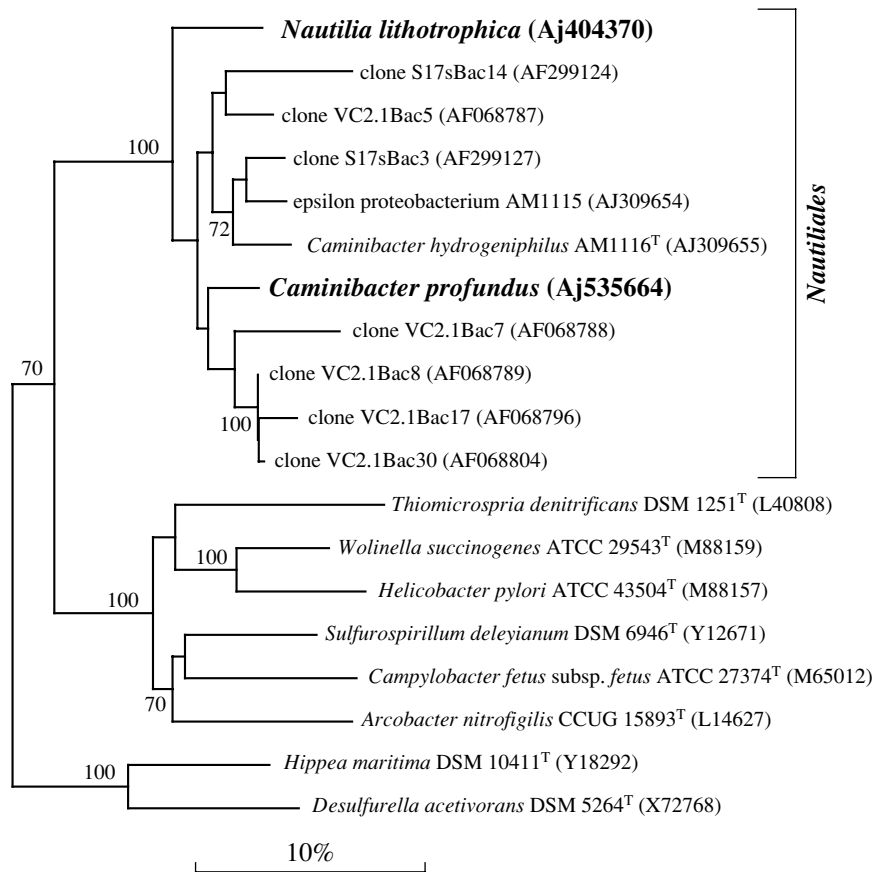 Nautilia lithotrophica (Aj404370)
clone S17sBac14 (AF299124)
clone VC2.1Bac5 (AF068787)
100
clone S17sBac3 (AF299127)
epsilon proteobacterium AM1115 (AJ309654)
72
Caminibacter hydrogeniphilus AM1116ᵀ (AJ309655)
Nautiliales
Caminibacter profundus (Aj535664)
clone VC2.1Bac7 (AF068788)
70
clone VC2.1Bac8 (AF068789)
clone VC2.1Bac17 (AF068796)
100
clone VC2.1Bac30 (AF068804)
Thiomicrospria denitrificans DSM 1251ᵀ (L40808)
Wolinella succinogenes ATCC 29543ᵀ (M88159)
100
Helicobacter pylori ATCC 43504ᵀ (M88157)
100
Sulfurospirillum deleyianum DSM 6946ᵀ (Y12671)
Campylobacter fetus subsp. fetus ATCC 27374ᵀ (M65012)
70
Arcobacter nitrofigilis CCUG 15893ᵀ (L14627)
Hippea maritima DSM 10411ᵀ (Y18292)
100
Desulfurella acetivorans DSM 5264ᵀ (X72768)
10%